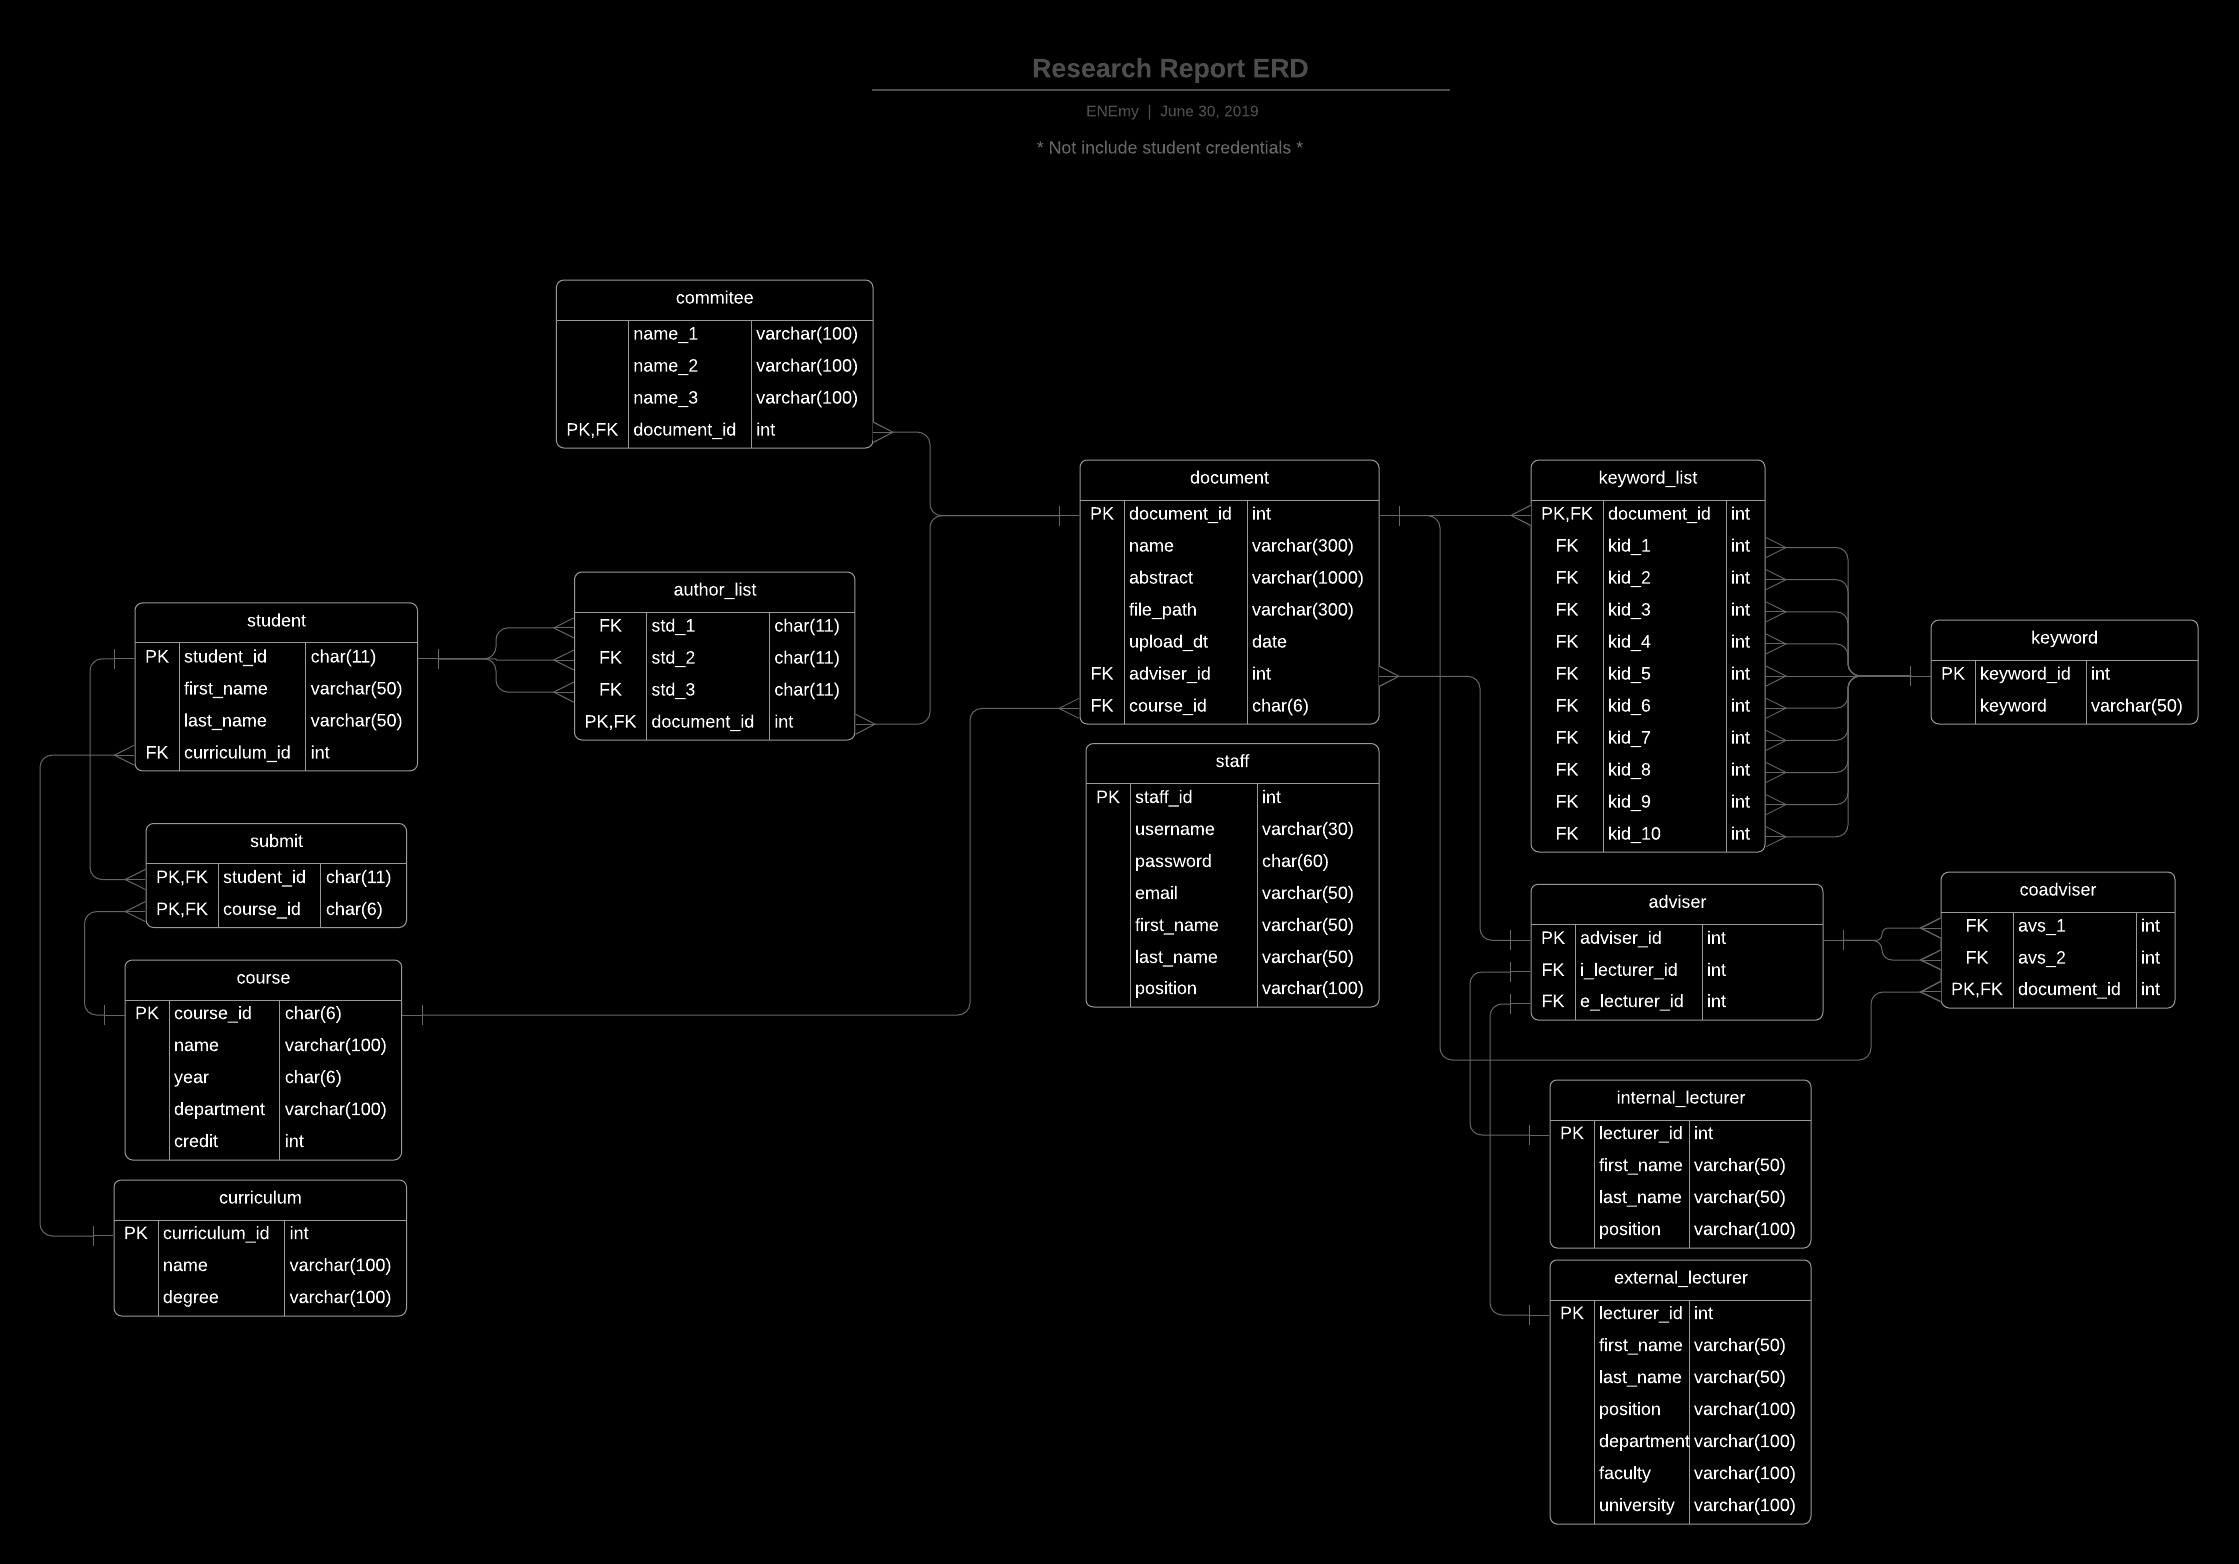 Research Report ERD
ENEmy | June 30, 2019
* Not include student credentials *
commitee
name_1 varchar(100)
name_2 varchar(100)
name_3 varchar(100)
PK,FK document_id int
document
PK document_id int
name varchar(300)
abstract varchar(1000)
file_path varchar(300)
upload_dt date
FK adviser_id int
FK course_id char(6)
keyword_list
PK,FK document_id int
FK kid_1 int
FK kid_2 int
FK kid_3 int
FK kid_4 int
FK kid_5 int
FK kid_6 int
FK kid_7 int
FK kid_8 int
FK kid_9 int
FK kid_10 int
author_list
FK std_1 char(11)
FK std_2 char(11)
FK std_3 char(11)
PK,FK document_id int
student
PK student_id char(11)
first_name varchar(50)
last_name varchar(50)
FK curriculum_id int
keyword
PK keyword_id int
keyword varchar(50)
staff
PK staff_id int
username varchar(30)
password char(60)
email varchar(50)
first_name varchar(50)
last_name varchar(50)
position varchar(100)
submit
PK,FK student_id char(11)
PK,FK course_id char(6)
adviser
PK adviser_id int
FK i_lecturer_id int
FK e_lecturer_id int
coadviser
FK avs_1 int
FK avs_2 int
PK,FK document_id int
course
PK course_id char(6)
name varchar(100)
year char(6)
department varchar(100)
credit int
internal_lecturer
PK lecturer_id int
first_name varchar(50)
last_name varchar(50)
position varchar(100)
curriculum
PK curriculum_id int
name varchar(100)
degree varchar(100)
external_lecturer
PK lecturer_id int
first_name varchar(50)
last_name varchar(50)
position varchar(100)
department varchar(100)
faculty varchar(100)
university varchar(100)